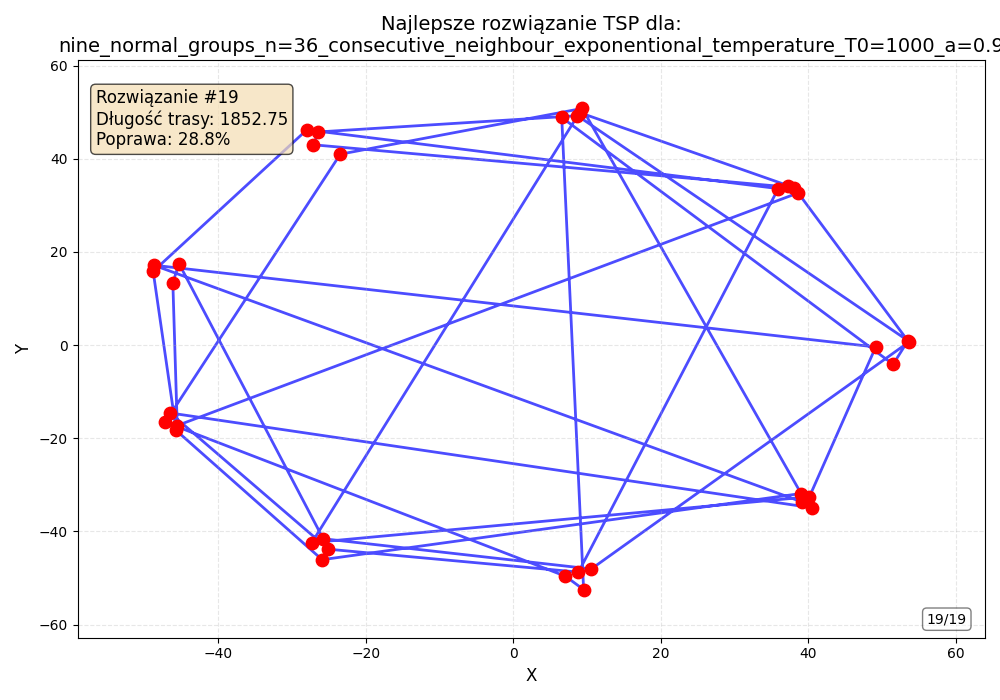 Najlepsze rozwiązanie TSP dla:
nine_normal_groups_n=36_consecutive_neighbour_exponentional_temperature_T0=1000_a=0.9
Rozwiązanie #19
Długość trasy: 1852.75
Poprawa: 28.8%
60
40
20
0
−20
−40
−60
Y
19/19
−40
−20
0
20
40
60
X